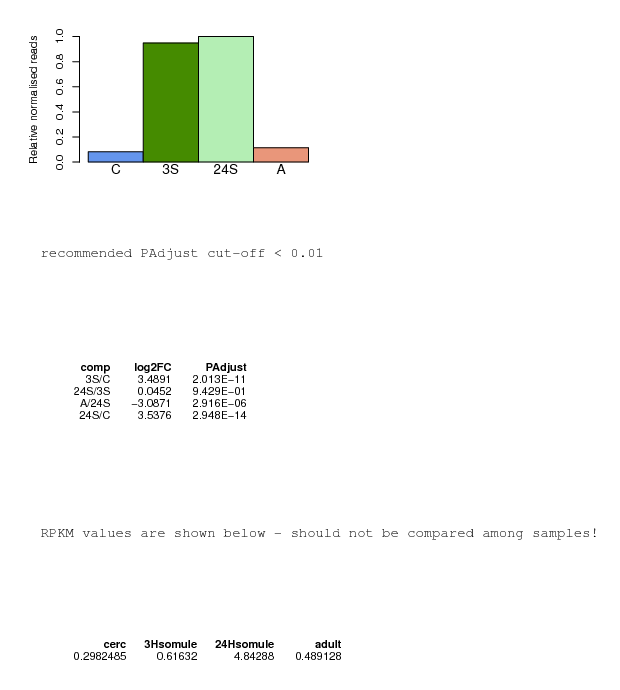 Relative normalised reads
1.0
0.8
0.6
0.4
0.2
0.0
C 3S 24S A
recommended PAdjust cut-off < 0.01
comp log2FC PAdjust
3S/C 3.4891 2.013E-11
24S/3S 0.0452 9.429E-01
A/24S −3.0871 2.916E-06
24S/C 3.5376 2.948E-14
RPKM values are shown below - should not be compared among samples!
cerc 3Hsomule 24Hsomule adult
0.2982485 0.61632 4.84288 0.489128